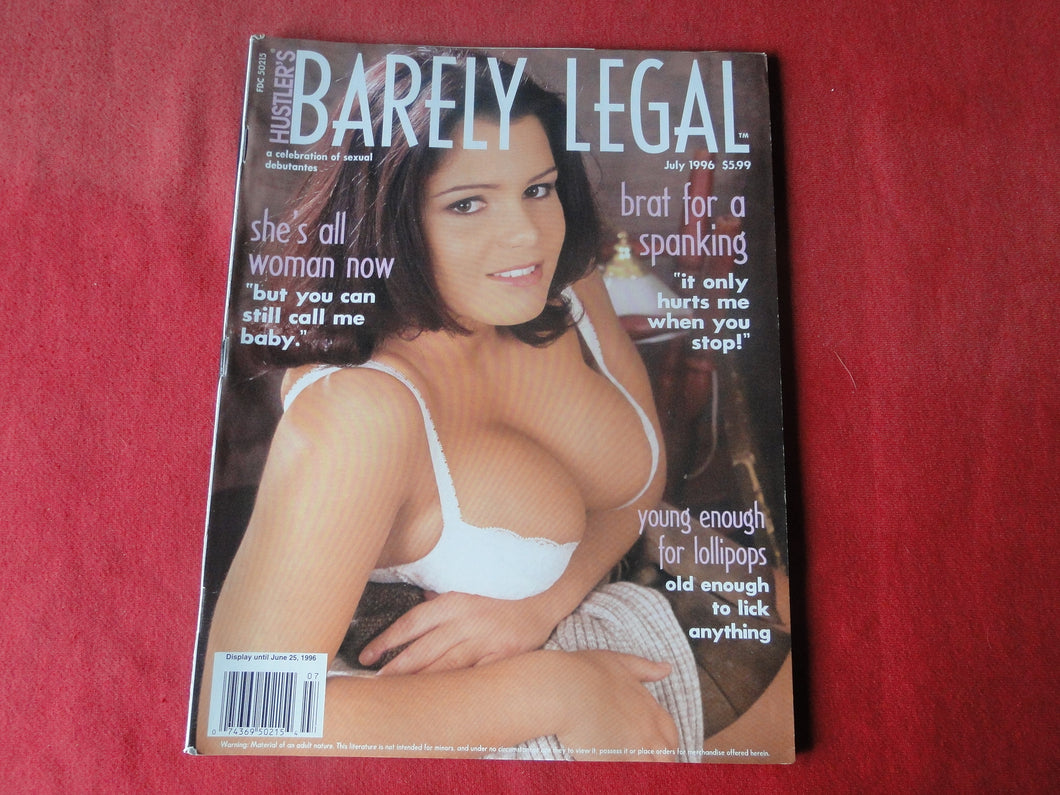 FDC 50215
HUSTLER'S®
BARELY LEGAL™
a celebration of sexual
debutantes
July 1996 $5.99
she's all
woman now
"but you can
still call me
baby."
brat for a
spanking
"it only
hurts me
when you
stop!"
young enough
for lollipops
old enough
to lick
anything
Display until June 25, 1996
07
0 74369 50215 4
Warning: Material of an adult nature. This literature is not intended for minors, and under no circumstances are they to view it, possess it or place orders for merchandise offered herein.